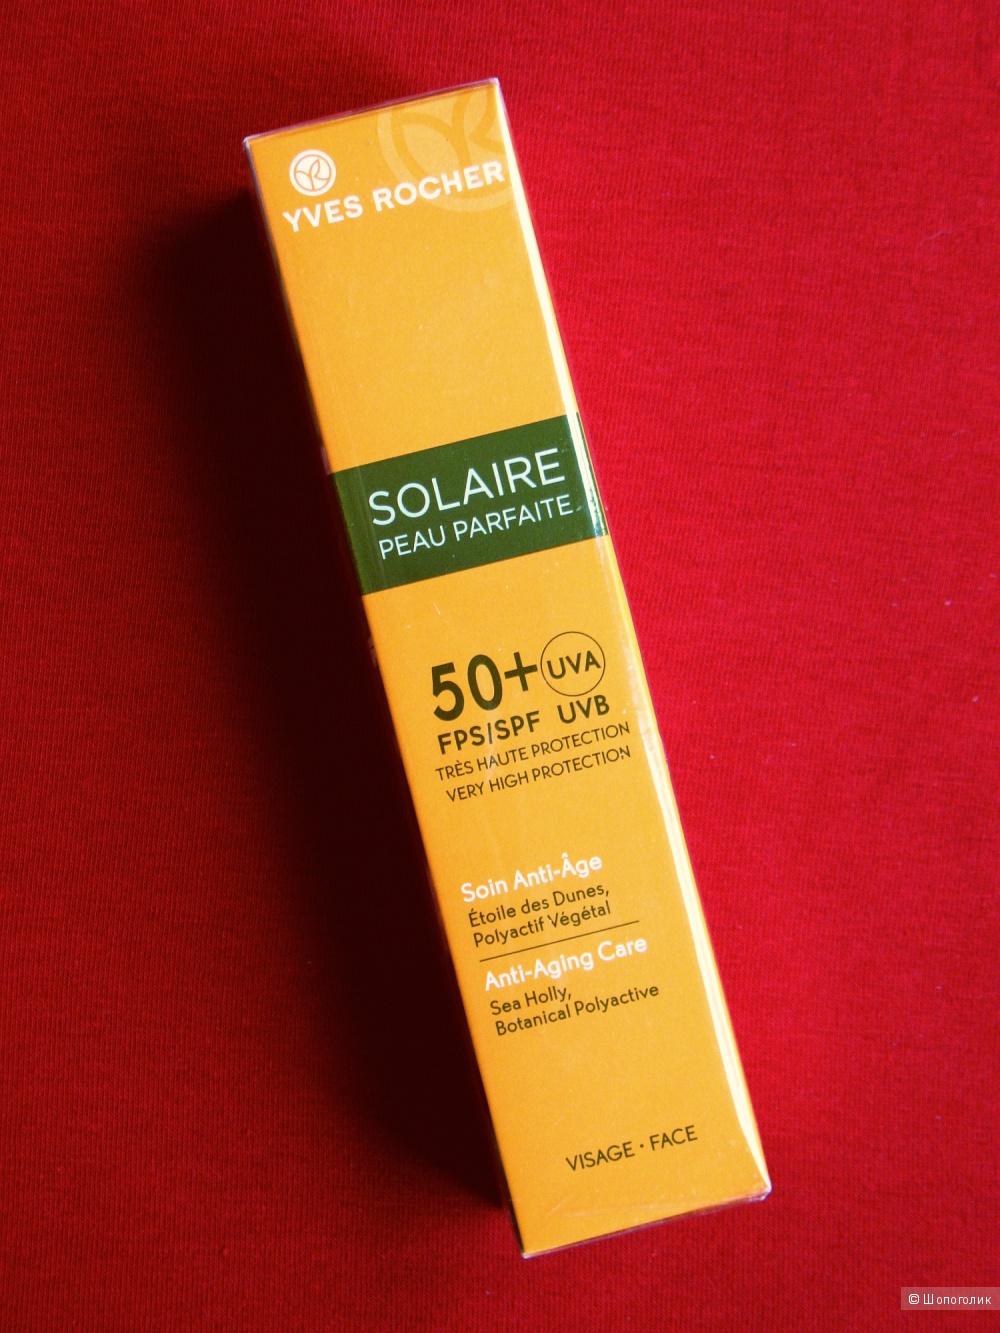 YVES ROCHER
SOLAIRE
PEAU PARFAITE
50+ UVA
FPS/SPF UVB
TRÈS HAUTE PROTECTION
VERY HIGH PROTECTION
Soin Anti-Âge
Étoile des Dunes,
Polyactif Végétal
Anti-Aging Care
Sea Holly,
Botanical Polyactive
VISAGE · FACE
© Шопоголик